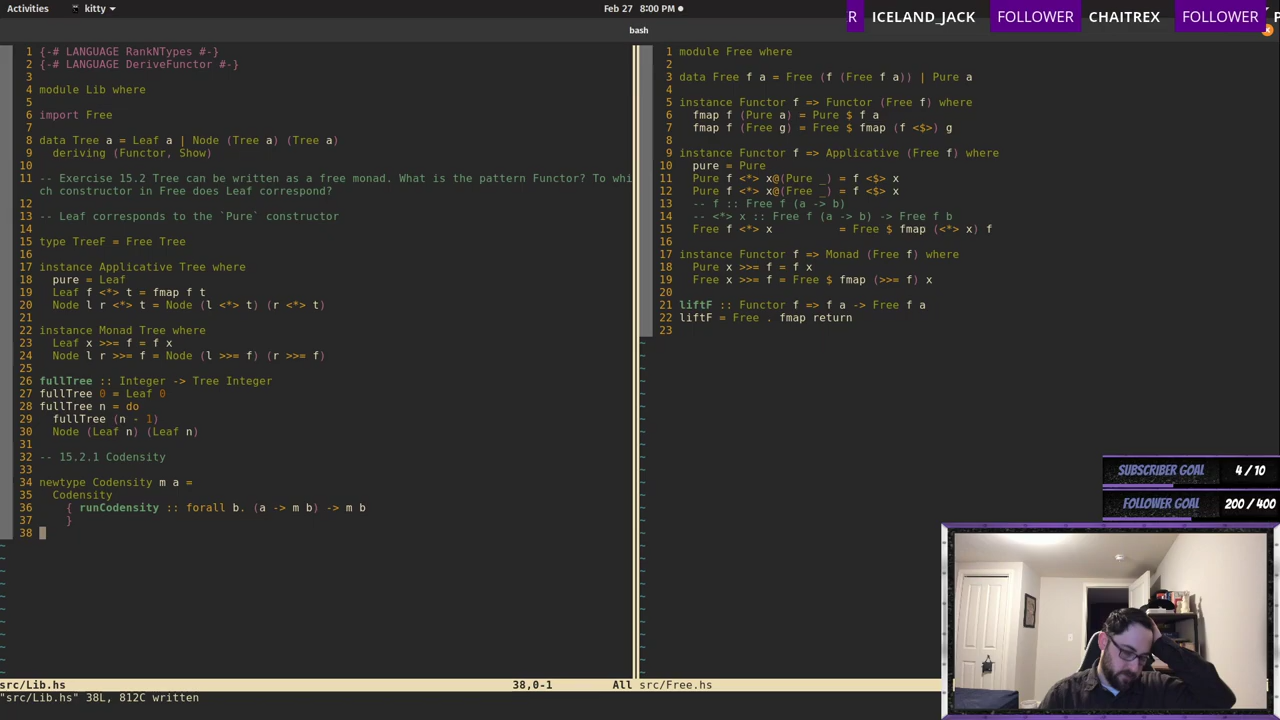 Activities
kitty
Feb 27 8:00 PM
R ICELAND_JACK FOLLOWER CHAITREX FOLLOWER
bash
1 {-# LANGUAGE RankNTypes #-}
2 {-# LANGUAGE DeriveFunctor #-}
3
4 module Lib where
5
6 import Free
7
8 data Tree a = Leaf a | Node (Tree a) (Tree a)
9   deriving (Functor, Show)
10
11 -- Exercise 15.2 Tree can be written as a free monad. What is the pattern Functor? To whi
ch constructor in Free does Leaf correspond?
12
13 -- Leaf corresponds to the `Pure` constructor
14
15 type TreeF = Free Tree
16
17 instance Applicative Tree where
18   pure = Leaf
19   Leaf f <*> t = fmap f t
20   Node l r <*> t = Node (l <*> t) (r <*> t)
21
22 instance Monad Tree where
23   Leaf x >>= f = f x
24   Node l r >>= f = Node (l >>= f) (r >>= f)
25
26 fullTree :: Integer -> Tree Integer
27 fullTree 0 = Leaf 0
28 fullTree n = do
29   fullTree (n - 1)
30   Node (Leaf n) (Leaf n)
31
32 -- 15.2.1 Codensity
33
34 newtype Codensity m a =
35   Codensity
36     { runCodensity :: forall b. (a -> m b) -> m b
37     }
38
~
~
~
~
~
~
~
~
~
~
~
src/Lib.hs 38,0-1 All
"src/Lib.hs" 38L, 812C written
1 module Free where
2
3 data Free f a = Free (f (Free f a)) | Pure a
4
5 instance Functor f => Functor (Free f) where
6   fmap f (Pure a) = Pure $ f a
7   fmap f (Free g) = Free $ fmap (f <$>) g
8
9 instance Functor f => Applicative (Free f) where
10   pure = Pure
11   Pure f <*> x@(Pure _) = f <$> x
12   Pure f <*> x@(Free _) = f <$> x
13   -- f :: Free f (a -> b)
14   -- <*> x :: Free f (a -> b) -> Free f b
15   Free f <*> x          = Free $ fmap (<*> x) f
16
17 instance Functor f => Monad (Free f) where
18   Pure x >>= f = f x
19   Free x >>= f = Free $ fmap (>>= f) x
20
21 liftF :: Functor f => f a -> Free f a
22 liftF = Free . fmap return
23
src/Free.hs
SUBSCRIBER GOAL 4 / 10
FOLLOWER GOAL 200 / 400